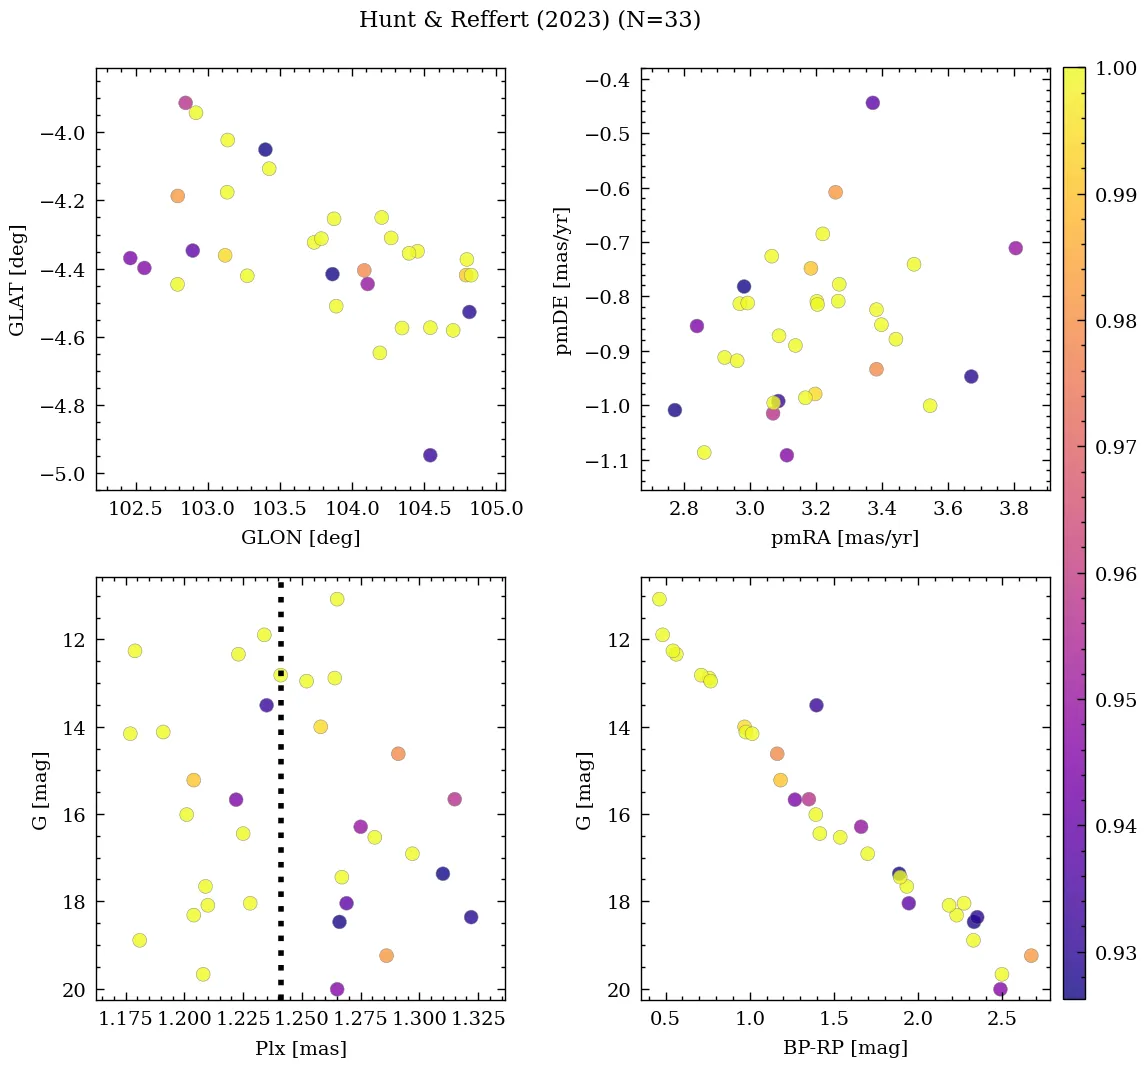 Hunt & Reffert (2023) (N=33)
−4.0
−4.2
−4.4
−4.6
−4.8
−5.0
GLAT [deg]
102.5 103.0 103.5 104.0 104.5 105.0
GLON [deg]
−0.4
−0.5
−0.6
−0.7
−0.8
−0.9
−1.0
−1.1
pmDE [mas/yr]
2.8 3.0 3.2 3.4 3.6 3.8
pmRA [mas/yr]
12
14
16
18
20
G [mag]
1.175 1.200 1.225 1.250 1.275 1.300 1.325
Plx [mas]
12
14
16
18
20
G [mag]
0.5 1.0 1.5 2.0 2.5
BP-RP [mag]
1.00
0.99
0.98
0.97
0.96
0.95
0.94
0.93